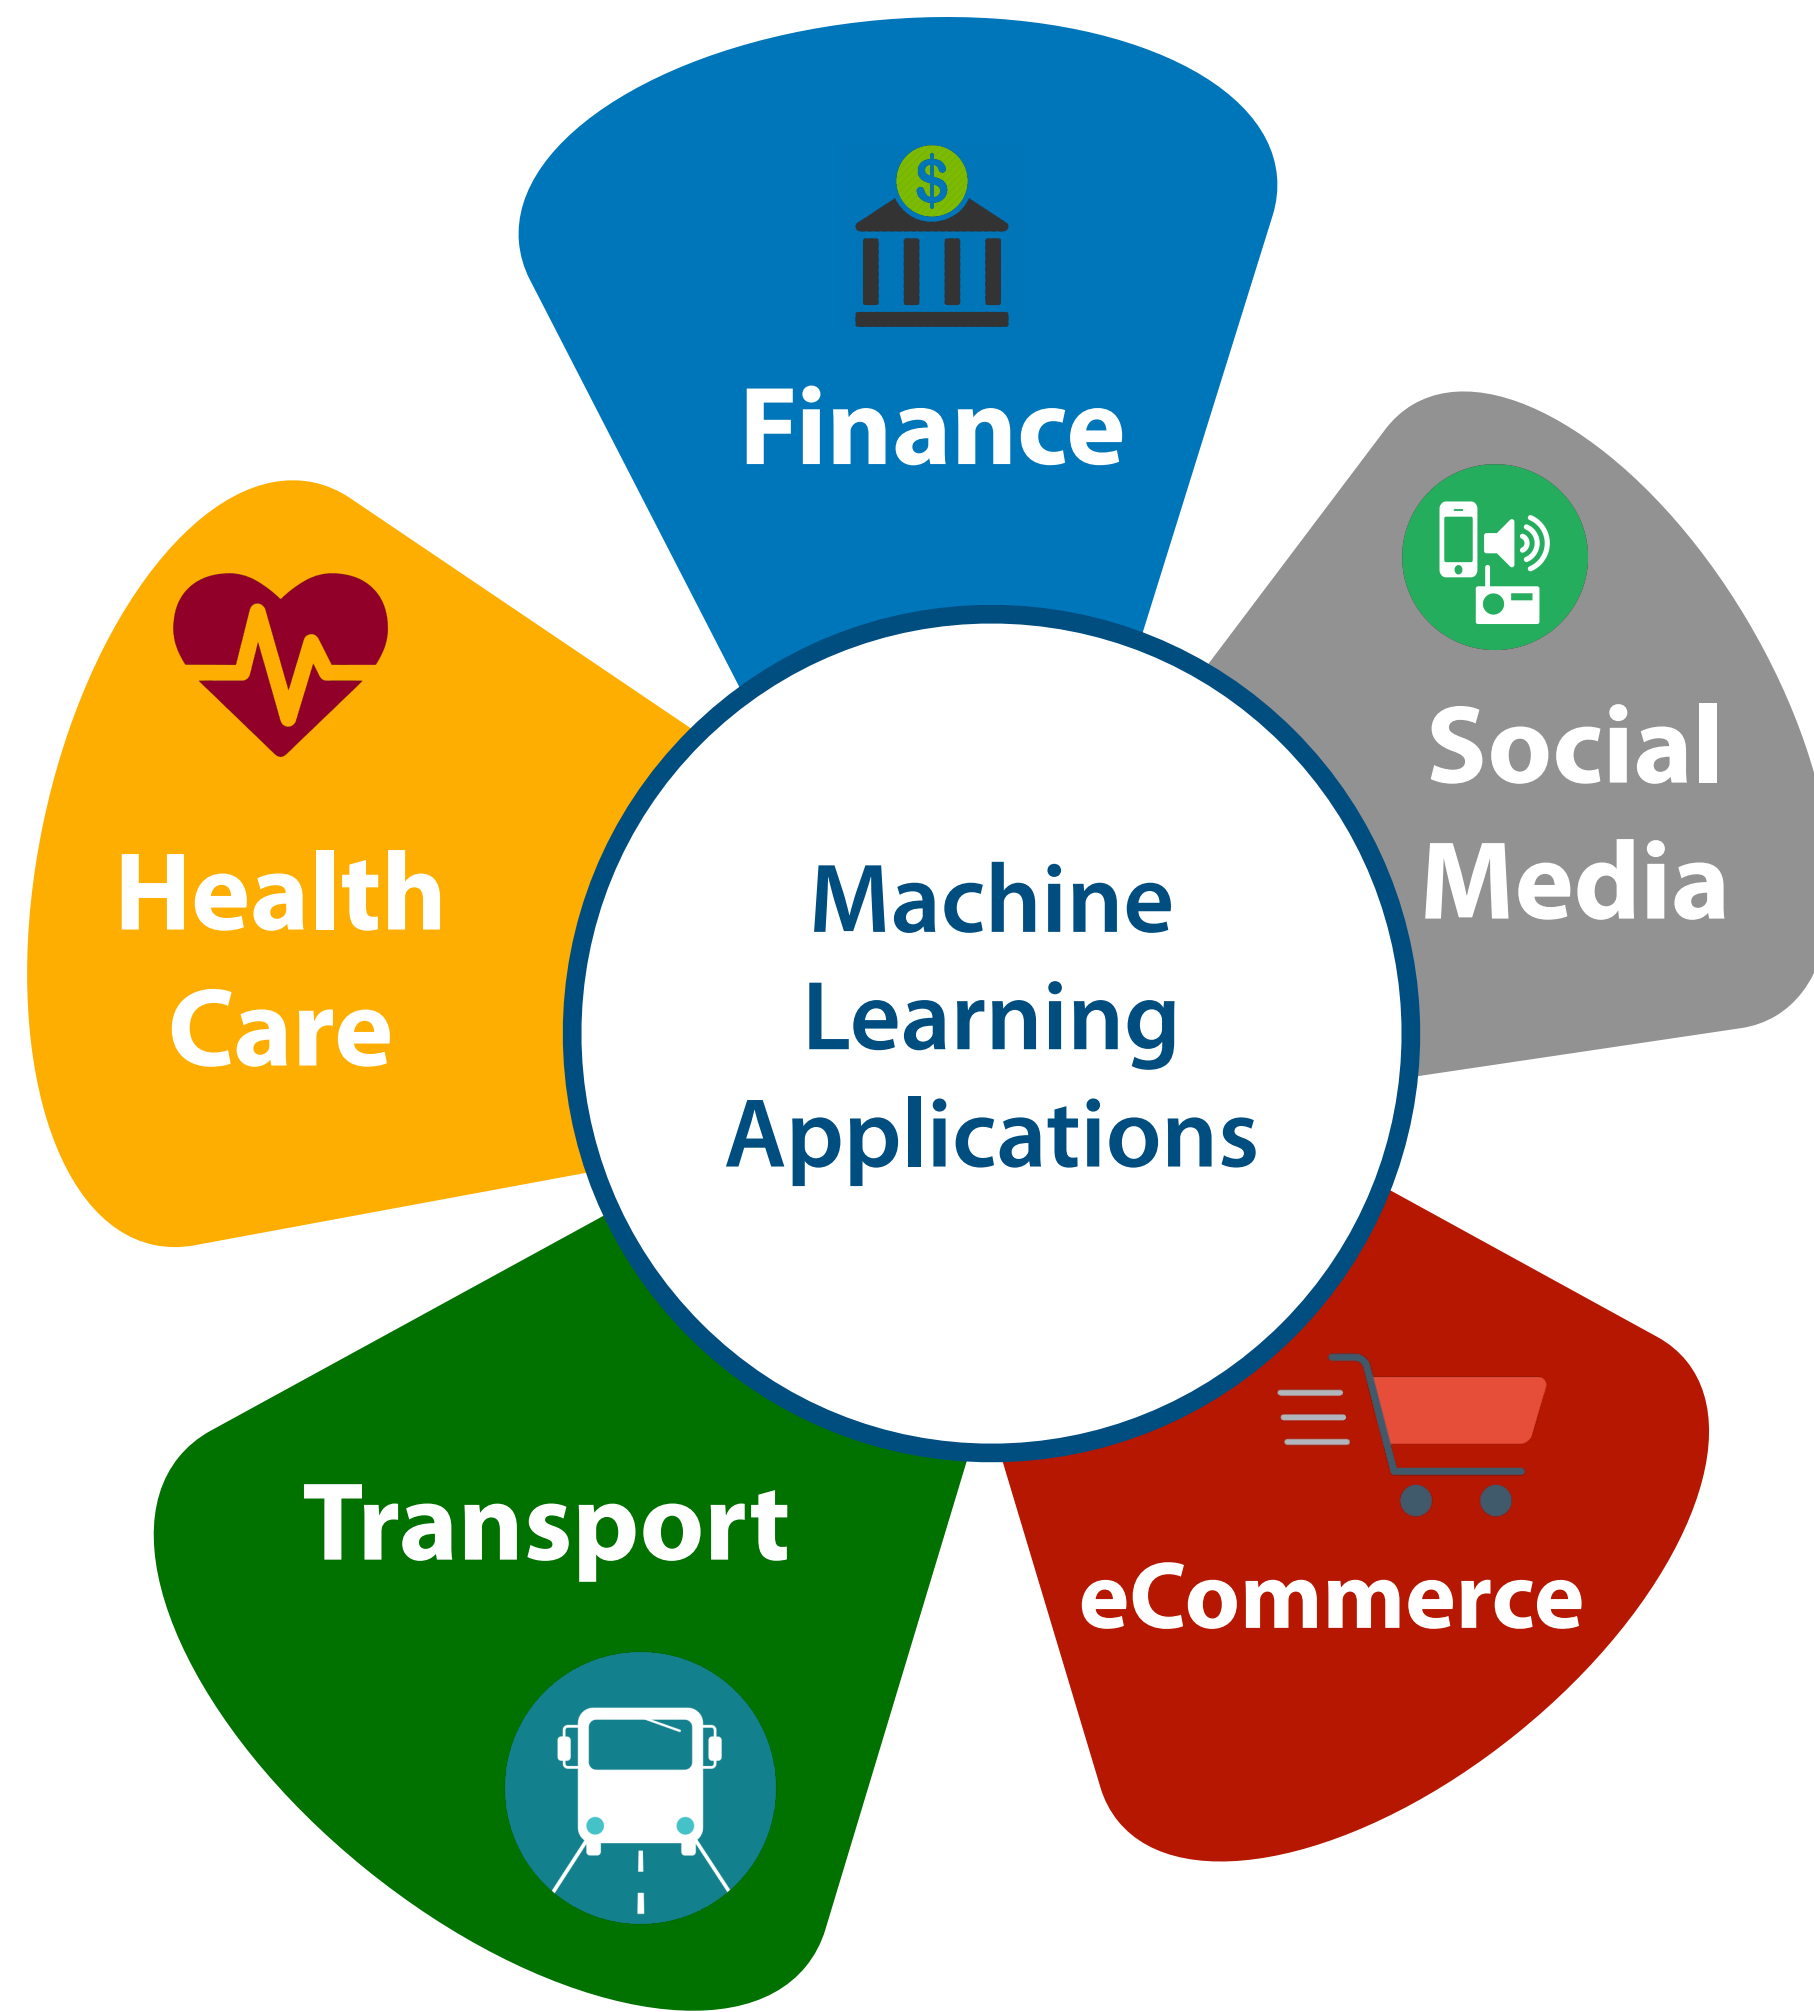 $
Finance
Social
Media
Health
Care
Machine
Learning
Applications
Transport
eCommerce